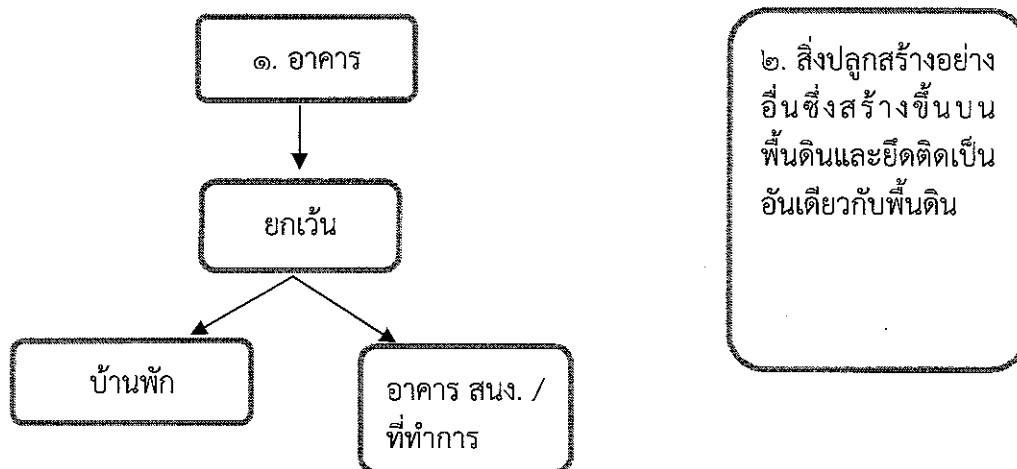 ๑. อาคาร
ยกเว้น
บ้านพัก
อาคาร สนง. /
ที่ทำการ
๒. สิ่งปลูกสร้างอย่าง
อื่นซึ่งสร้างขึ้นบน
พื้นดินและยึดติดเป็น
อันเดียวกับพื้นดิน